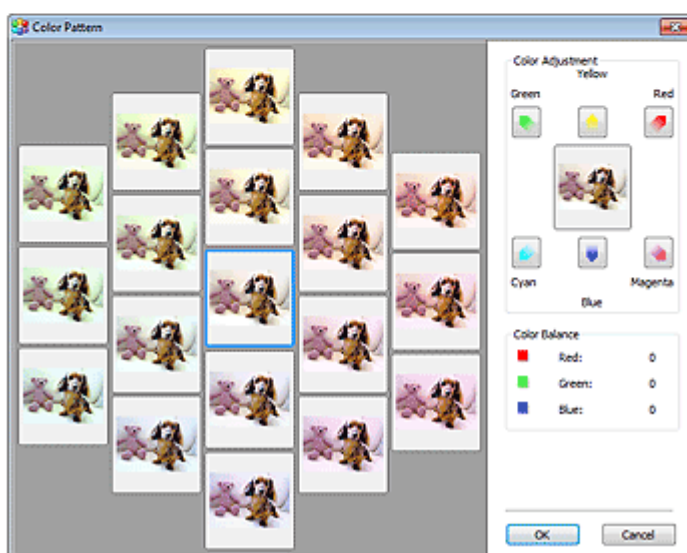 Color Pattern
Color Adjustment
Yellow
Green
Red
Cyan
Magenta
Blue
Color Balance
Red: 0
Green: 0
Blue: 0
OK
Cancel